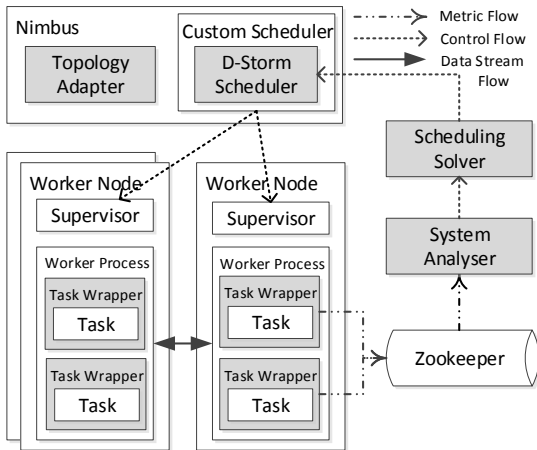 Nimbus
Topology
Adapter
Custom Scheduler
D-Storm
Scheduler
Metric Flow
Control Flow
Data Stream
Flow
Scheduling
Solver
System
Analyser
Zookeeper
Worker Node
Supervisor
Worker Process
Task Wrapper
Task
Task Wrapper
Task
Worker Node
Supervisor
Worker Process
Task Wrapper
Task
Task Wrapper
Task